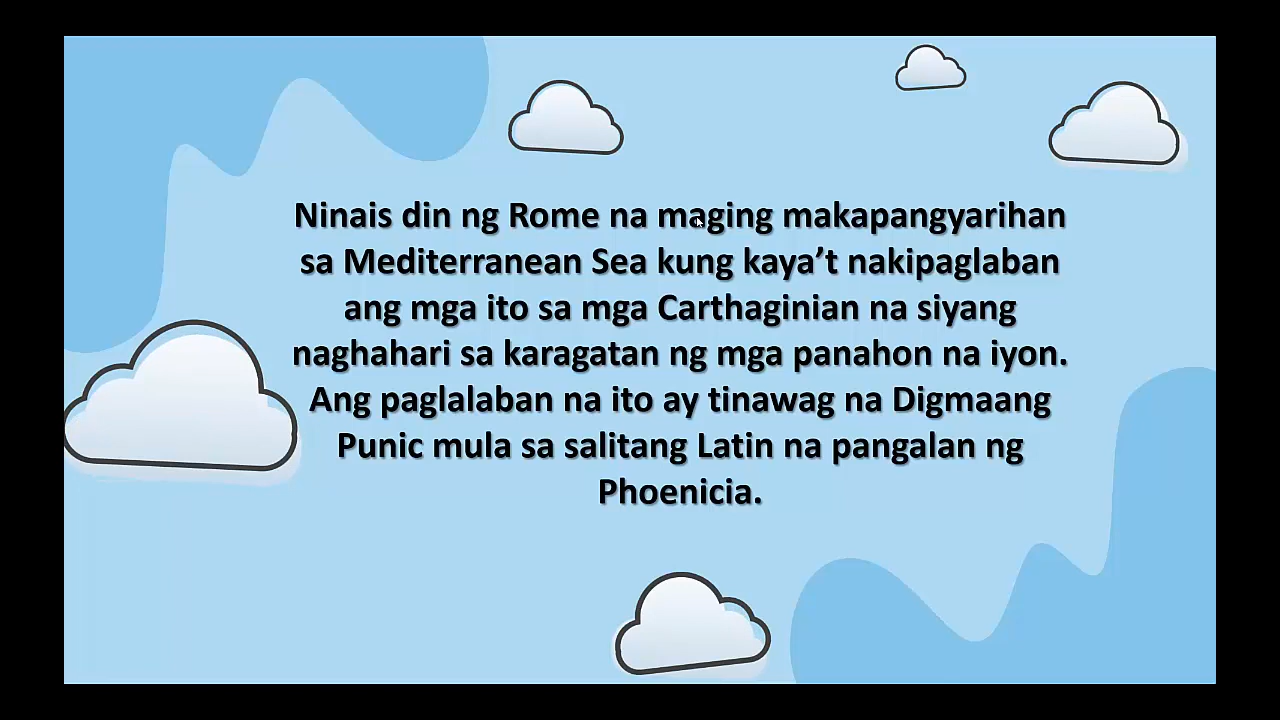 Ninais din ng Rome na maging makapangyarihan
sa Mediterranean Sea kung kaya’t nakipaglaban
ang mga ito sa mga Carthaginian na siyang
naghahari sa karagatan ng mga panahon na iyon.
Ang paglalaban na ito ay tinawag na Digmaang
Punic mula sa salitang Latin na pangalan ng
Phoenicia.